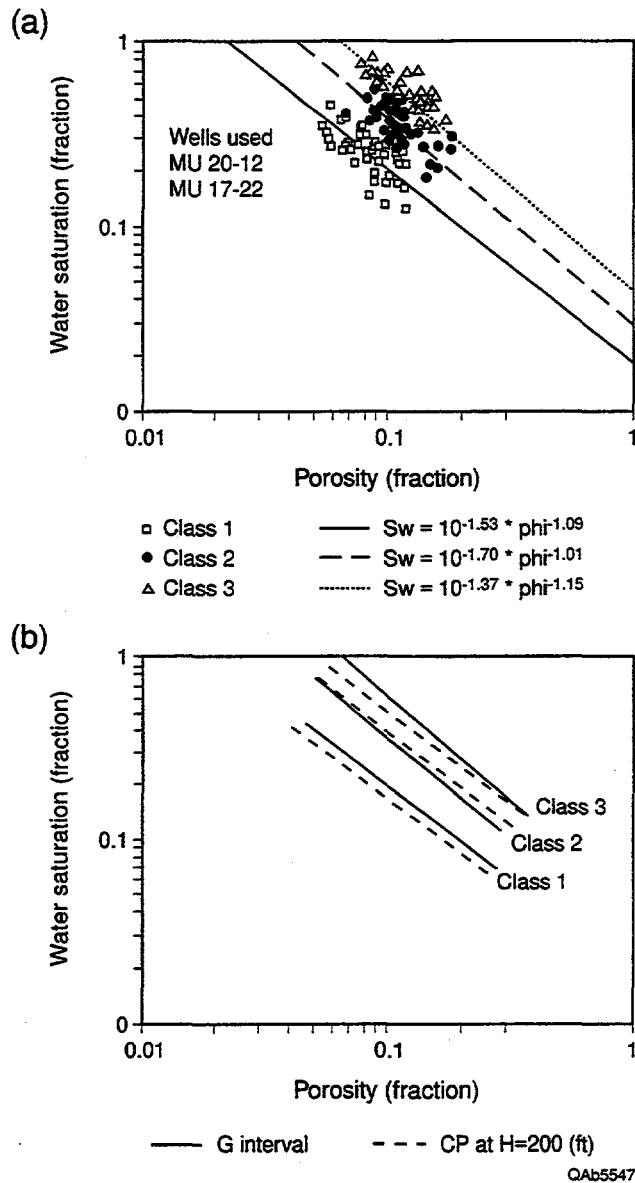 (a)
1
0.1
0
Water saturation (fraction)
Wells used
MU 20-12
MU 17-22
0.01
0.1
1
Porosity (fraction)
Class 1
Sw = 10-1.53 * phi-1.09
Class 2
Sw = 10-1.70 * phi-1.01
Class 3
Sw = 10-1.37 * phi-1.15
(b)
1
0.1
0
Water saturation (fraction)
Class 3
Class 2
Class 1
0.01
0.1
1
Porosity (fraction)
G interval
CP at H=200 (ft)
QAb5547